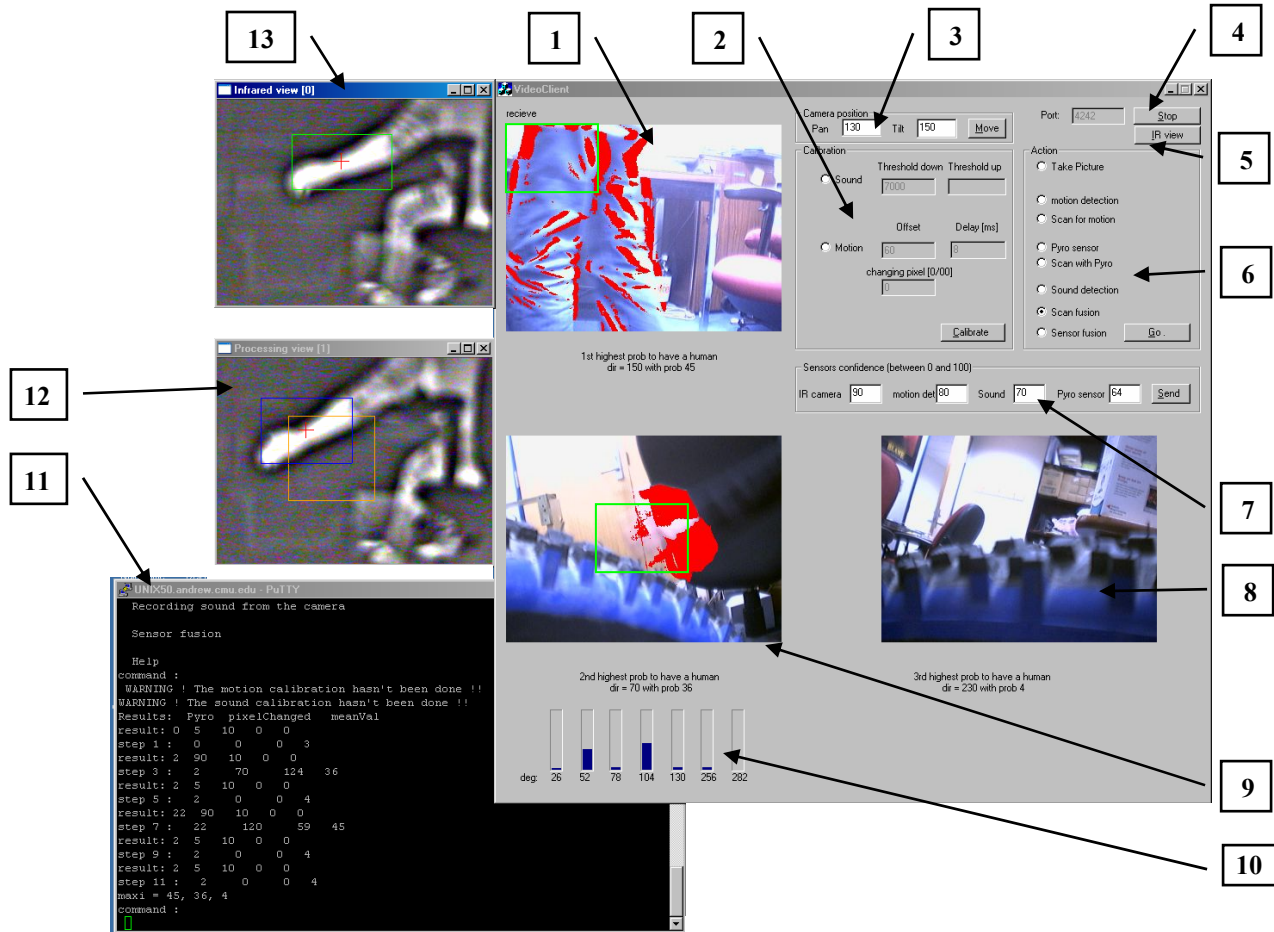 13
1
2
3
4
5
6
7
8
9
10
11
12
Infrared view [0]
Processing view [1]
VideoClient
recieve
Camera position
Pan 130 Tilt 150 Move
Port: 4242 Stop
IR view
Calibration
Threshold down Threshold up
Sound 7000
Offset Delay [ms]
Motion 60 8
changing pixel [0/00]
0
Calibrate
Action
Take Picture
motion detection
Scan for motion
Pyro sensor
Scan with Pyro
Sound detection
Scan fusion
Sensor fusion Go .
1st highest prob to have a human
dir = 150 with prob 45
Sensors confidence (between 0 and 100)
IR camera 90 motion det 80 Sound 70 Pyro sensor 64 Send
2nd highest prob to have a human
dir = 70 with prob 36
3rd highest prob to have a human
dir = 230 with prob 4
deg: 26 52 78 104 130 256 282
UNIX50.andrew.cmu.edu - PuTTY
Recording sound from the camera
Sensor fusion
Help
command :
WARNING ! The motion calibration hasn't been done !!
WARNING ! The sound calibration hasn't been done !!
Results: Pyro pixelChanged meanVal
result: 0 5 10 0 0
step 1 : 0 0 0 3
result: 2 90 10 0 0
step 3 : 2 70 124 36
result: 2 5 10 0 0
step 5 : 2 0 0 4
result: 22 90 10 0 0
step 7 : 22 120 59 45
result: 2 5 10 0 0
step 9 : 2 0 0 4
result: 2 5 10 0 0
step 11 : 2 0 0 4
maxi = 45, 36, 4
command :